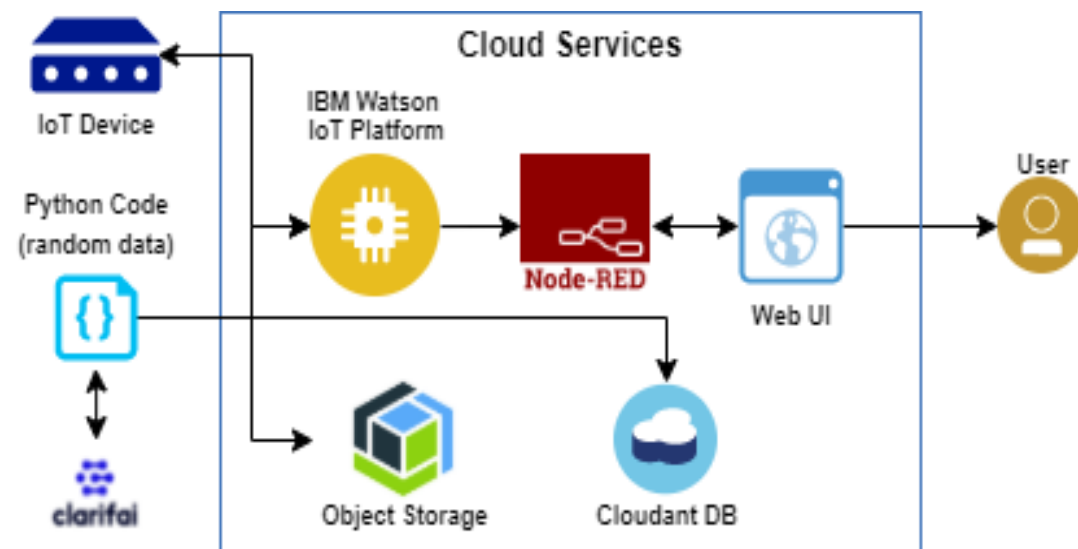 Cloud Services
IoT Device
IBM Watson
IoT Platform
User
Python Code
(random data)
{}
Node-RED
Web UI
clarifai
Object Storage
Cloudant DB